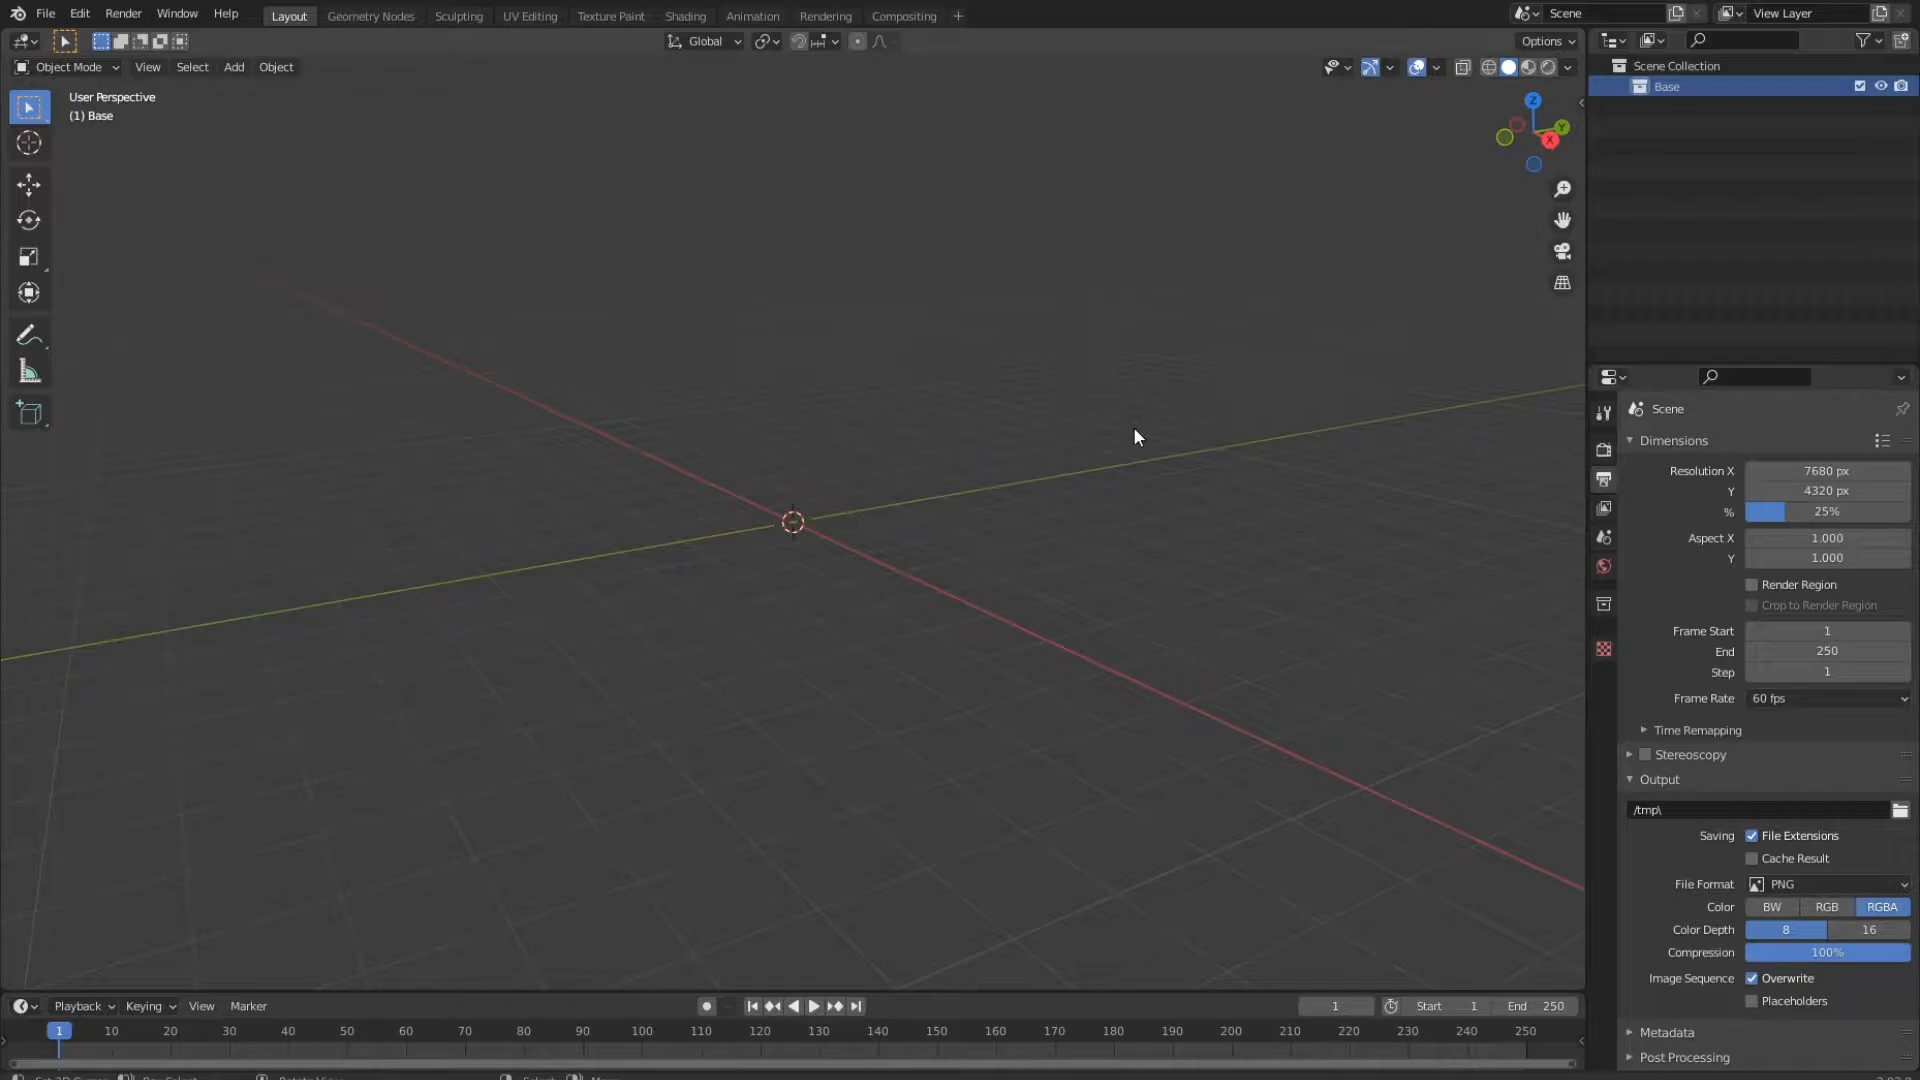 File Edit Render Window Help Layout Geometry Nodes Sculpting UV Editing Texture Paint Shading Animation Rendering Compositing Scene View Layer
Global Options
Object Mode View Select Add Object
User Perspective
(1) Base
Z
Y
X
Scene Collection
Base
Scene
Dimensions
Resolution X 7680 px
Y 4320 px
% 25%
Aspect X 1.000
Y 1.000
Render Region
Crop to Render Region
Frame Start 1
End 250
Step 1
Frame Rate 60 fps
Time Remapping
Stereoscopy
Output
/tmp\
Saving File Extensions
Cache Result
File Format PNG
Color BW RGB RGBA
Color Depth 8 16
Compression 100%
Image Sequence Overwrite
Placeholders
Metadata
Post Processing
Playback Keying View Marker 1 Start 1 End 250
1 10 20 30 40 50 60 70 80 90 100 110 120 130 140 150 160 170 180 190 200 210 220 230 240 250